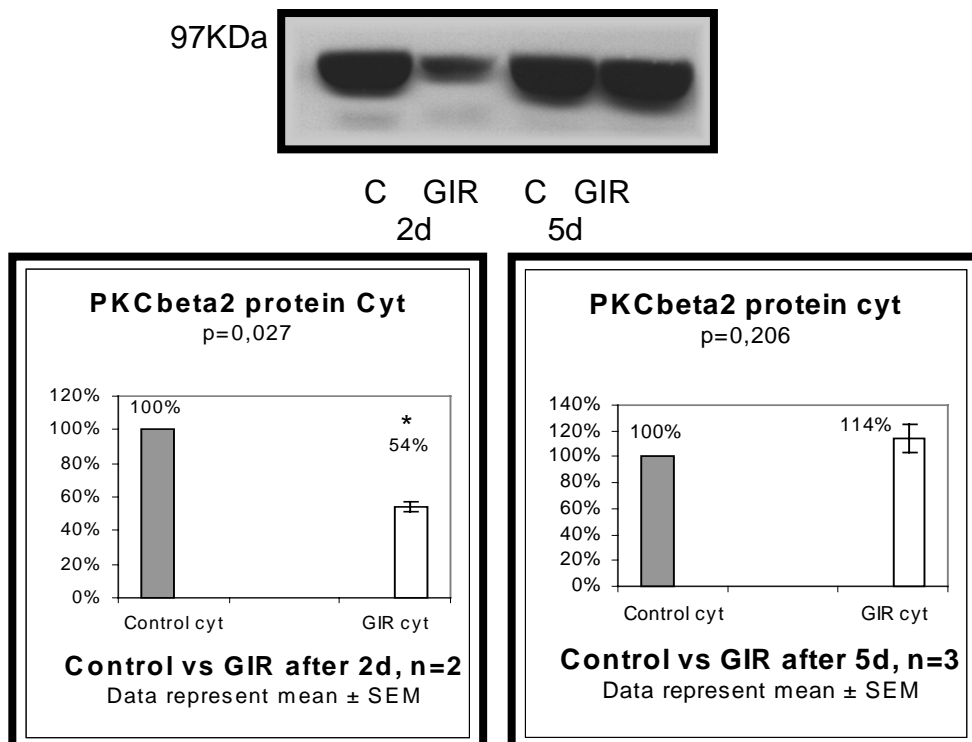 97KDa
C GIR C GIR
2d 5d
PKCbeta2 protein Cyt
p=0,027
120%
100%
80%
60%
40%
20%
0%
100%
*
54%
Control cyt GIR cyt
Control vs GIR after 2d, n=2
Data represent mean ± SEM
PKCbeta2 protein cyt
p=0,206
140%
120%
100%
80%
60%
40%
20%
0%
100%
114%
Control cyt GIR cyt
Control vs GIR after 5d, n=3
Data represent mean ± SEM